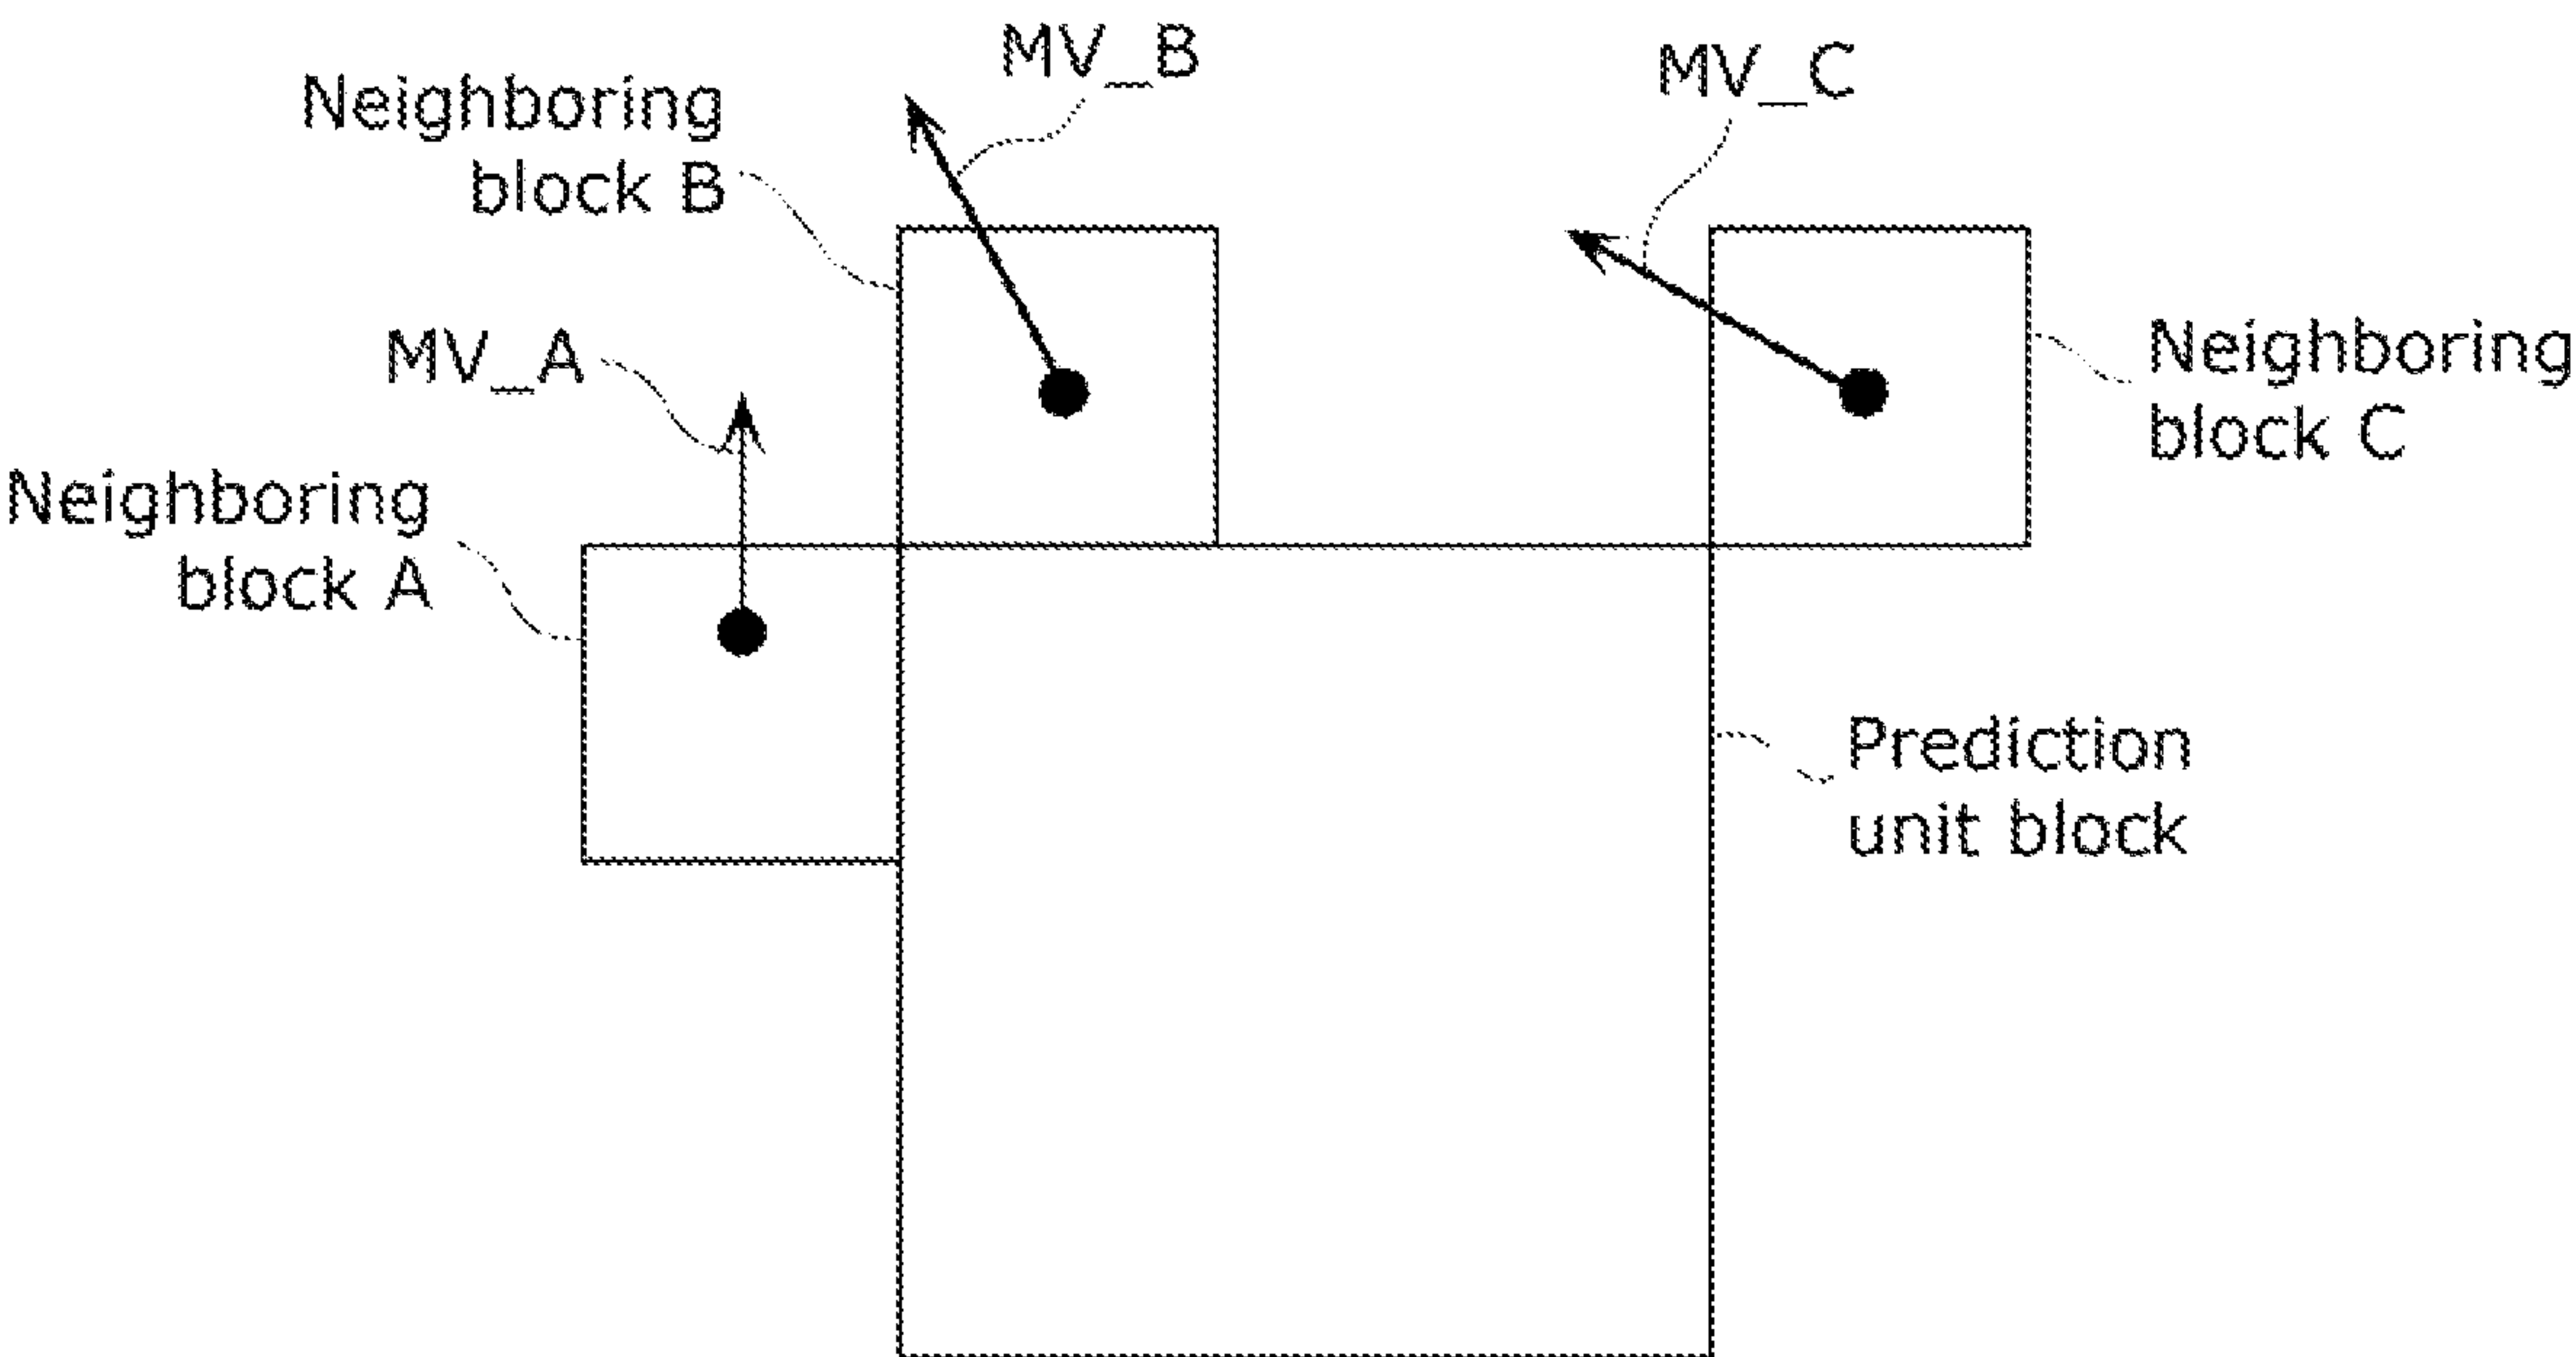 MV_B
MV_C
Neighboring
block B
MV_A
Neighboring
block C
Neighboring
block A
Prediction
unit block